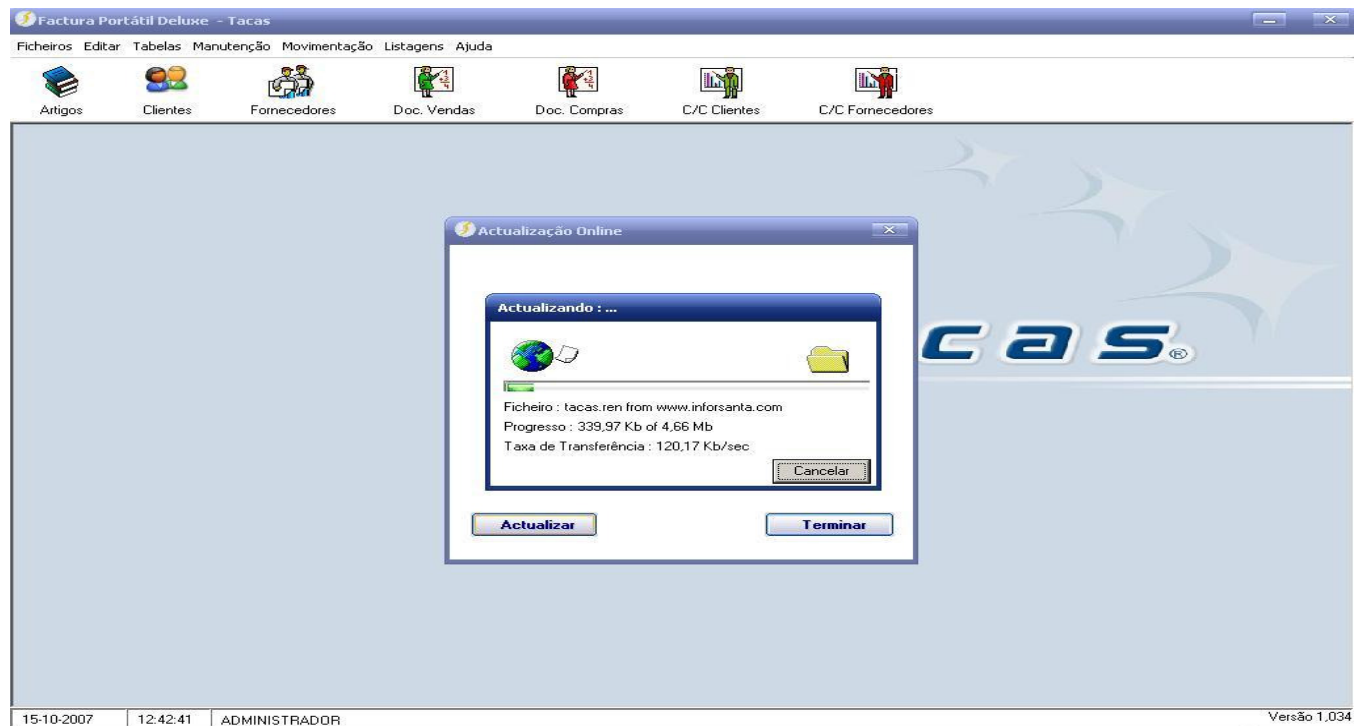 Factura Portátil Deluxe - Tacas
Ficheiros Editar Tabelas Manutenção Movimentação Listagens Ajuda
Artigos Clientes Fornecedores Doc. Vendas Doc. Compras C/C Clientes C/C Fornecedores
Actualização Online
Actualizando : ...
cas®
Ficheiro : tacas.ren from www.inforsanta.com
Progresso : 339,97 Kb of 4,66 Mb
Taxa de Transferência : 120,17 Kb/sec
Cancelar
Actualizar Terminar
15-10-2007 12:42:41 ADMINISTRADOR Versão 1,034